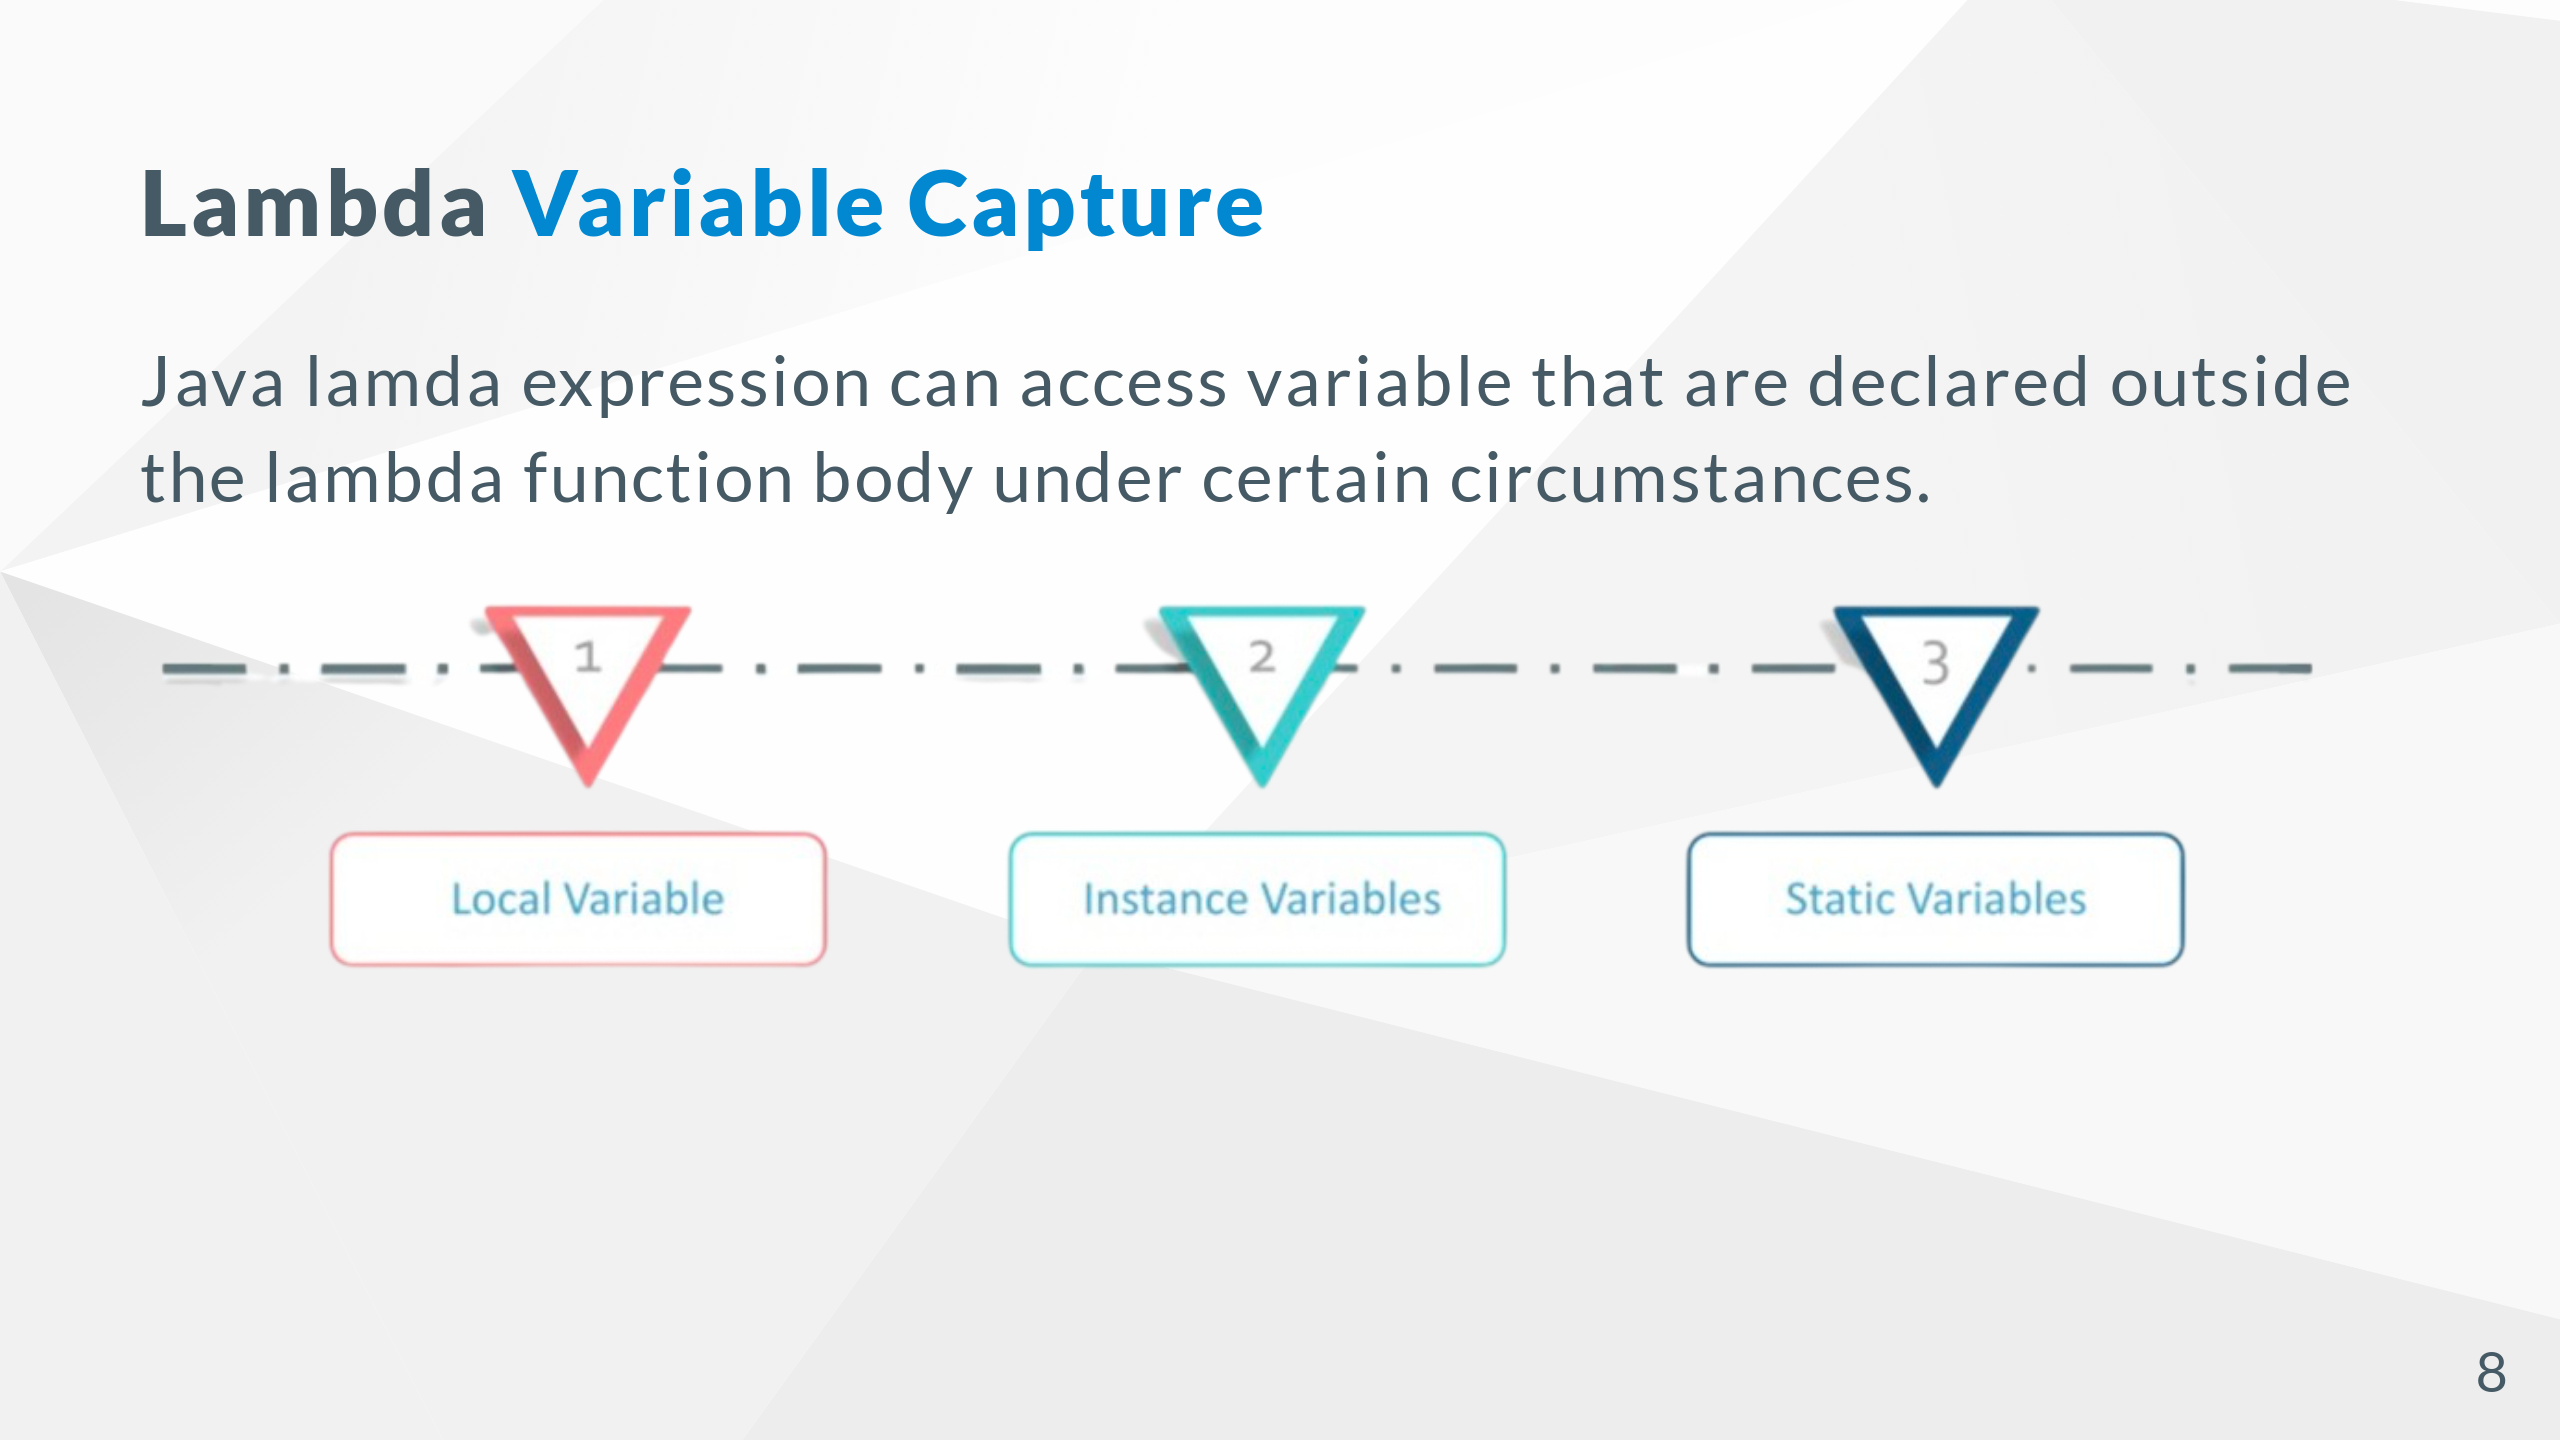 Lambda Variable Capture
Java lamda expression can access variable that are declared outside
the lambda function body under certain circumstances.
1
2
3
Local Variable
Instance Variables
Static Variables
8